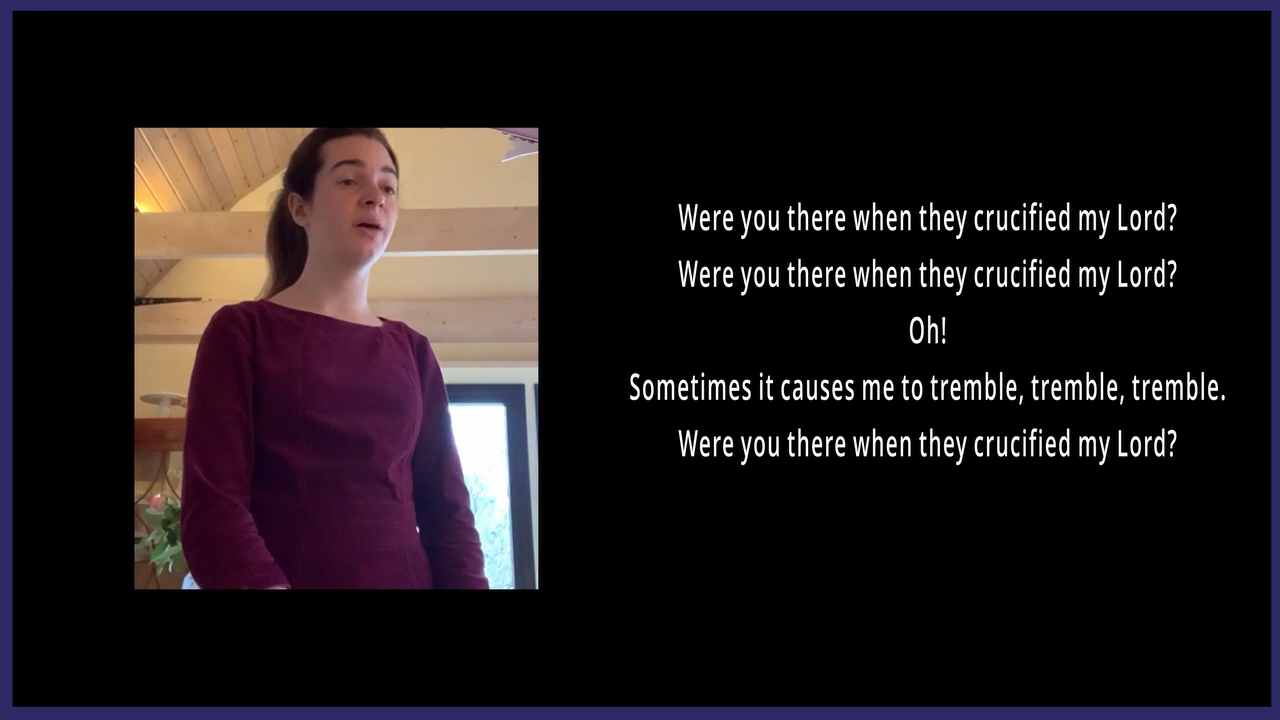 Were you there when they crucified my Lord?
Were you there when they crucified my Lord?
Oh!
Sometimes it causes me to tremble, tremble, tremble.
Were you there when they crucified my Lord?